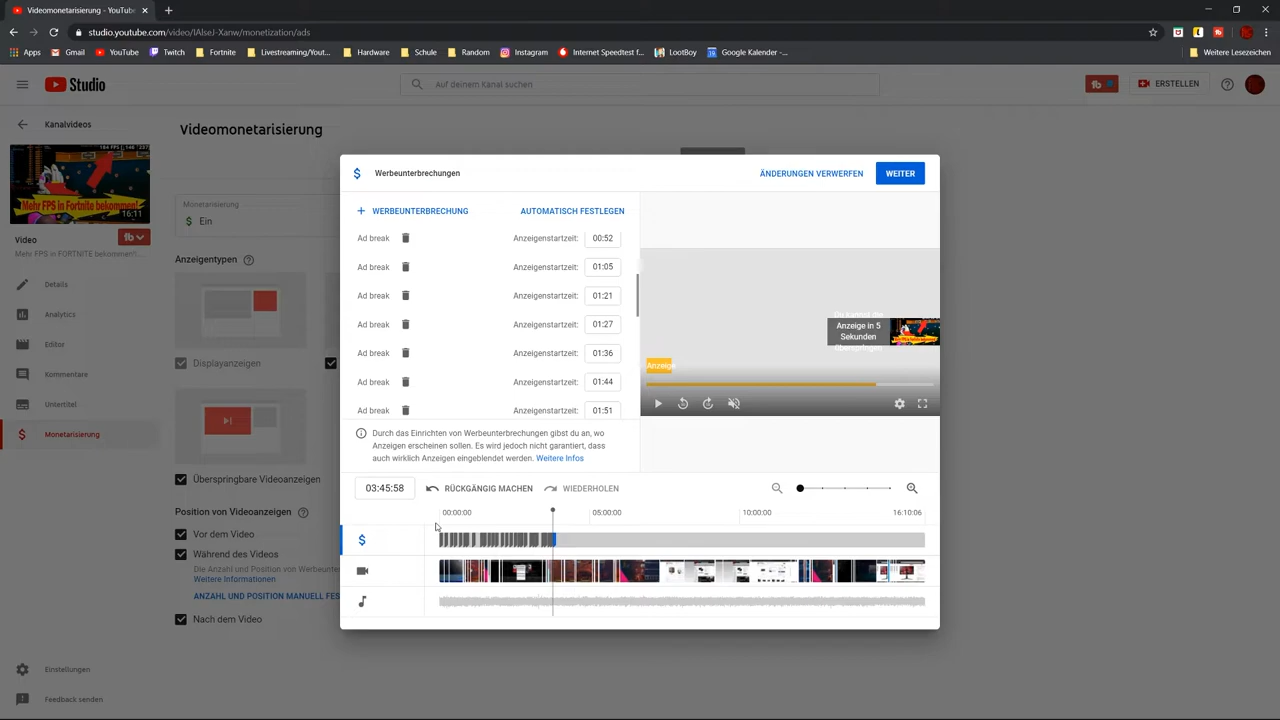 Videomonetarisierung - YouTube
studio.youtube.com/video/IAlseJ-Xanw/monetization/ads
Apps
Gmail
YouTube
Twitch
Fortnite
Livestreaming/Yout...
Hardware
Schule
Random
Instagram
Internet Speedtest f...
LootBoy
Google Kalender -...
Weitere Lesezeichen
Studio
Auf deinem Kanal suchen
fb
ERSTELLEN
Kanalvideos
Videomonetarisierung
Mehr FPS in Fortnite bekommen!
16:11
Video
fb
Mehr FPS in FORTNITE bekommen!...
Details
Analytics
Editor
Kommentare
Untertitel
Monetarisierung
Einstellungen
Feedback senden
Monetarisierung
Ein
Anzeigentypen
Displayanzeigen
Überspringbare Videoanzeigen
Position von Videoanzeigen
Vor dem Video
Während des Videos
Die Anzahl und Position von Werbeunt
Weitere Informationen
ANZAHL UND POSITION MANUELL FES
Nach dem Video
Werbeunterbrechungen
ÄNDERUNGEN VERWERFEN
WEITER
WERBEUNTERBRECHUNG
AUTOMATISCH FESTLEGEN
Ad break Anzeigenstartzeit: 00:52
Ad break Anzeigenstartzeit: 01:05
Ad break Anzeigenstartzeit: 01:21
Ad break Anzeigenstartzeit: 01:27
Ad break Anzeigenstartzeit: 01:36
Ad break Anzeigenstartzeit: 01:44
Ad break Anzeigenstartzeit: 01:51
Du kannst die
Anzeige in 5
Sekunden
überspringen
Anzeige
Durch das Einrichten von Werbeunterbrechungen gibst du an, wo
Anzeigen erscheinen sollen. Es wird jedoch nicht garantiert, dass
auch wirklich Anzeigen eingeblendet werden. Weitere Infos
03:45:58
RÜCKGÄNGIG MACHEN
WIEDERHOLEN
00:00:00
05:00:00
10:00:00
16:10:06